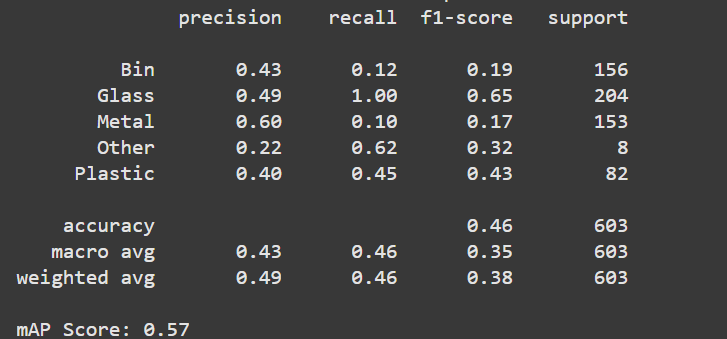 precision recall f1-score support
Bin 0.43 0.12 0.19 156
Glass 0.49 1.00 0.65 204
Metal 0.60 0.10 0.17 153
Other 0.22 0.62 0.32 8
Plastic 0.40 0.45 0.43 82
accuracy 0.46 603
macro avg 0.43 0.46 0.35 603
weighted avg 0.49 0.46 0.38 603
mAP Score: 0.57